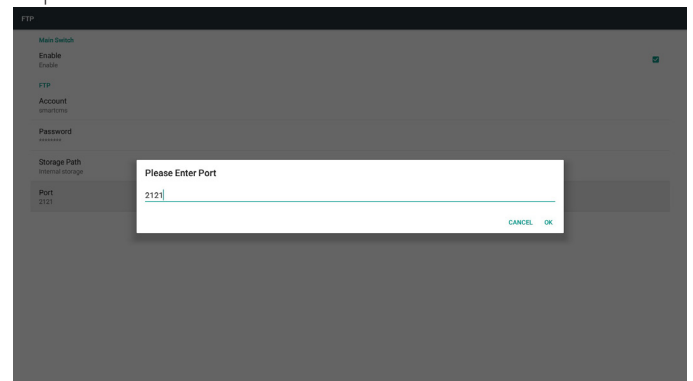 FTP
Main Switch
Enable
Enable
FTP
Account
smartcms
Password
********
Storage Path
Internal storage
Port
2121
Please Enter Port
2121
CANCEL OK